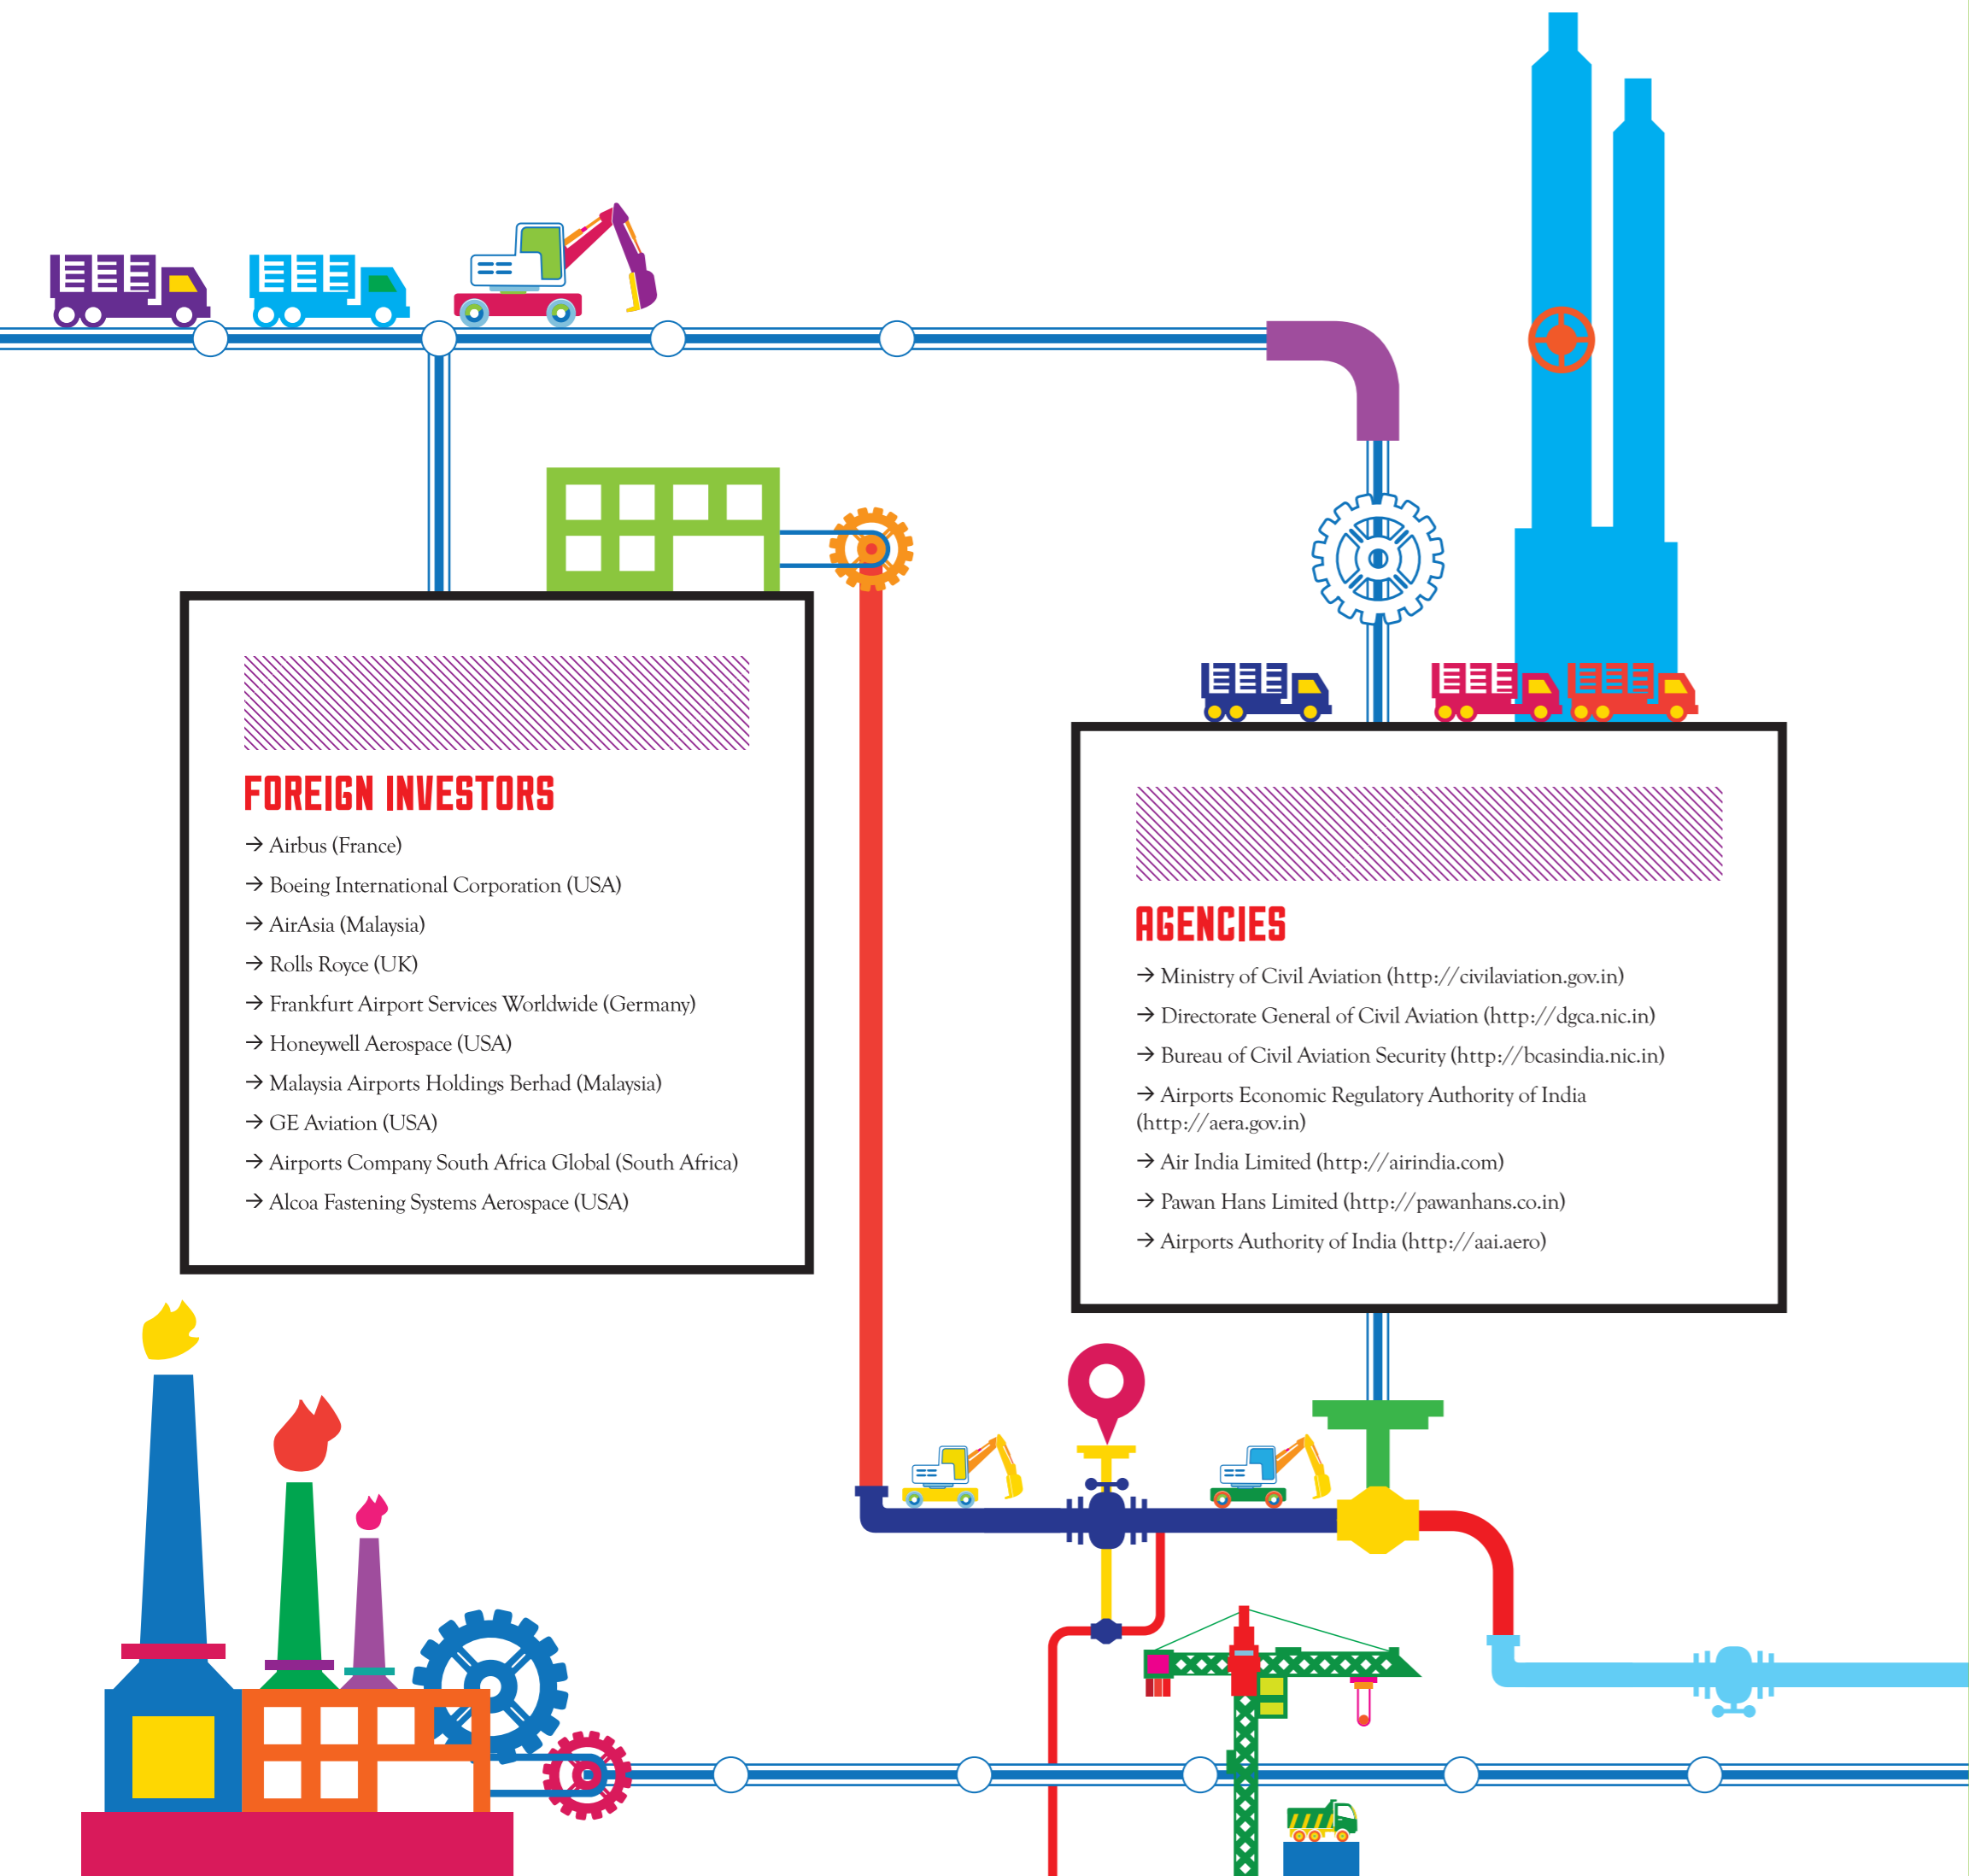 FOREIGN INVESTORS
→ Airbus (France)
→ Boeing International Corporation (USA)
→ AirAsia (Malaysia)
→ Rolls Royce (UK)
→ Frankfurt Airport Services Worldwide (Germany)
→ Honeywell Aerospace (USA)
→ Malaysia Airports Holdings Berhad (Malaysia)
→ GE Aviation (USA)
→ Airports Company South Africa Global (South Africa)
→ Alcoa Fastening Systems Aerospace (USA)
AGENCIES
→ Ministry of Civil Aviation (http://civilaviation.gov.in)
→ Directorate General of Civil Aviation (http://dgca.nic.in)
→ Bureau of Civil Aviation Security (http://bcasindia.nic.in)
→ Airports Economic Regulatory Authority of India
(http://aera.gov.in)
→ Air India Limited (http://airindia.com)
→ Pawan Hans Limited (http://pawanhans.co.in)
→ Airports Authority of India (http://aai.aero)